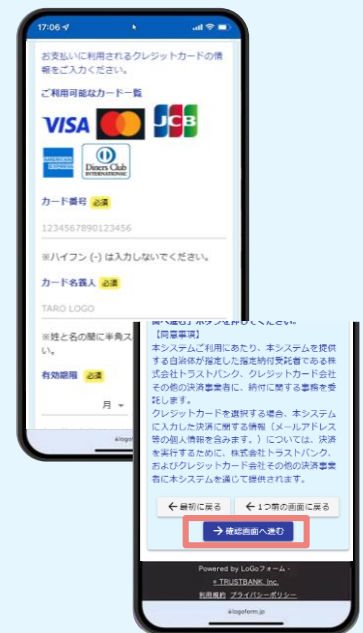 17:06
お支払いに利用されるクレジットカードの情
報をご入力ください。
ご利用可能なカード一覧
VISA
JCB
AMERICAN
EXPRESS
Diners Club
INTERNATIONAL
カード番号 必須
1234567890123456
※ハイフン (-) は入力しないでください。
カード名義人 必須
TARO LOGO
※姓と名の間に半角ス
い。
有効期限 必須
月
【同意事項】
本システムご利用にあたり、本システムを提供
する自治体が指定した指定納付受託者である株
式会社トラストバンク、クレジットカード会社
その他の決済事業者に、納付に関する事務を委
託します。
クレジットカードを選択する場合、本システム
に入力した決済に関する情報（メールアドレス
等の個人情報を含みます。）については、決済
を実行するために、株式会社トラストバンク、
およびクレジットカード会社その他の決済事業
者に本システムを通じて提供されます。
←最初に戻る ←1つ前の画面に戻る
→確認画面へ進む
Powered by LoGoフォーム -
TRUSTBANK, Inc.
利用規約 プライバシーポリシー
logoform.jp